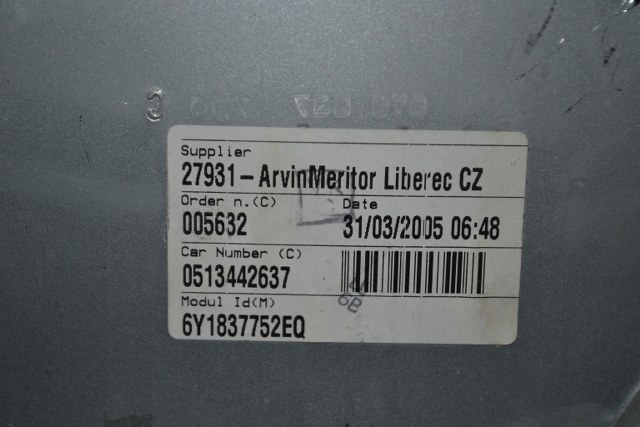 Supplier
27931-ArvinMeritor Liberec CZ
Order n.(C) Date
005632 31/03/2005 06:48
Car Number (C)
0513442637
Modul Id(M)
6Y1837752EQ